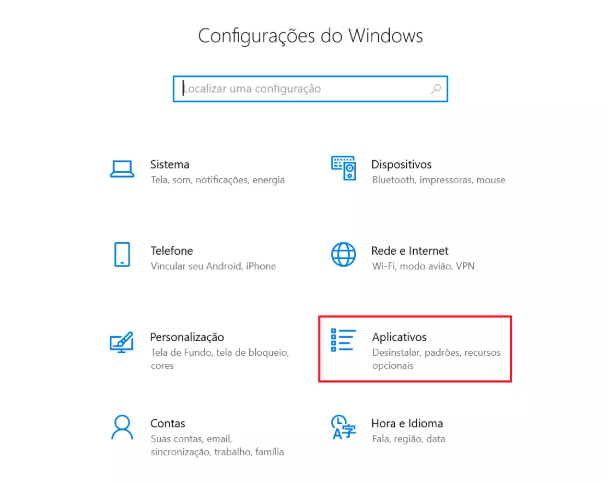 Configurações do Windows
Localizar uma configuração
Sistema
Tela, som, notificações, energia
Dispositivos
Bluetooth, impressoras, mouse
Telefone
Vincular seu Android, iPhone
Rede e Internet
Wi-Fi, modo avião, VPN
Personalização
Tela de Fundo, tela de bloqueio,
cores
Aplicativos
Desinstalar, padrões, recursos
opcionais
Contas
Suas contas, email,
sincronização, trabalho, família
Hora e Idioma
Fala, região, data